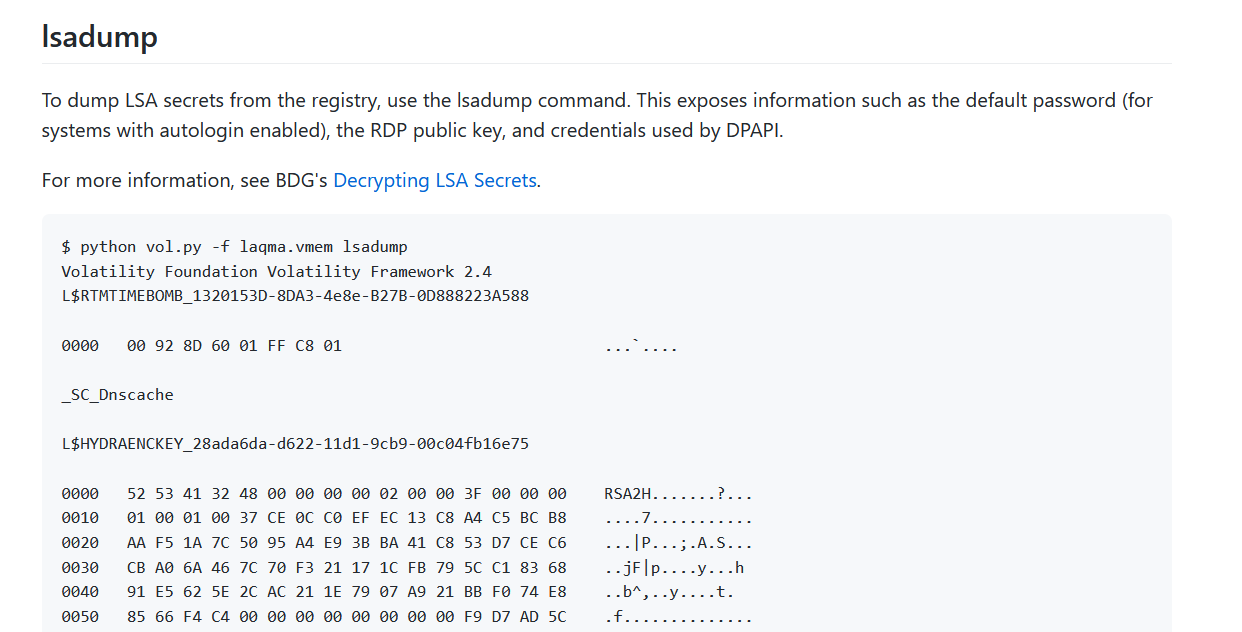 lsadump
To dump LSA secrets from the registry, use the lsadump command. This exposes information such as the default password (for
systems with autologin enabled), the RDP public key, and credentials used by DPAPI.
For more information, see BDG's Decrypting LSA Secrets.
$ python vol.py -f laqma.vmem lsadump
Volatility Foundation Volatility Framework 2.4
L$RTMTIMEBOMB_1320153D-8DA3-4e8e-B27B-0D888223A588
0000   00 92 8D 60 01 FF C8 01                           ...`....
_SC_Dnscache
L$HYDRAENCKEY_28ada6da-d622-11d1-9cb9-00c04fb16e75
0000   52 53 41 32 48 00 00 00 00 02 00 00 3F 00 00 00    RSA2H.......?...
0010   01 00 01 00 37 CE 0C C0 EF EC 13 C8 A4 C5 BC B8    ....7...........
0020   AA F5 1A 7C 50 95 A4 E9 3B BA 41 C8 53 D7 CE C6    ...|P...;.A.S...
0030   CB A0 6A 46 7C 70 F3 21 17 1C FB 79 5C C1 83 68    ..jF|p....y...h
0040   91 E5 62 5E 2C AC 21 1E 79 07 A9 21 BB F0 74 E8    ..b^,..y....t.
0050   85 66 F4 C4 00 00 00 00 00 00 00 00 F9 D7 AD 5C    .f..............